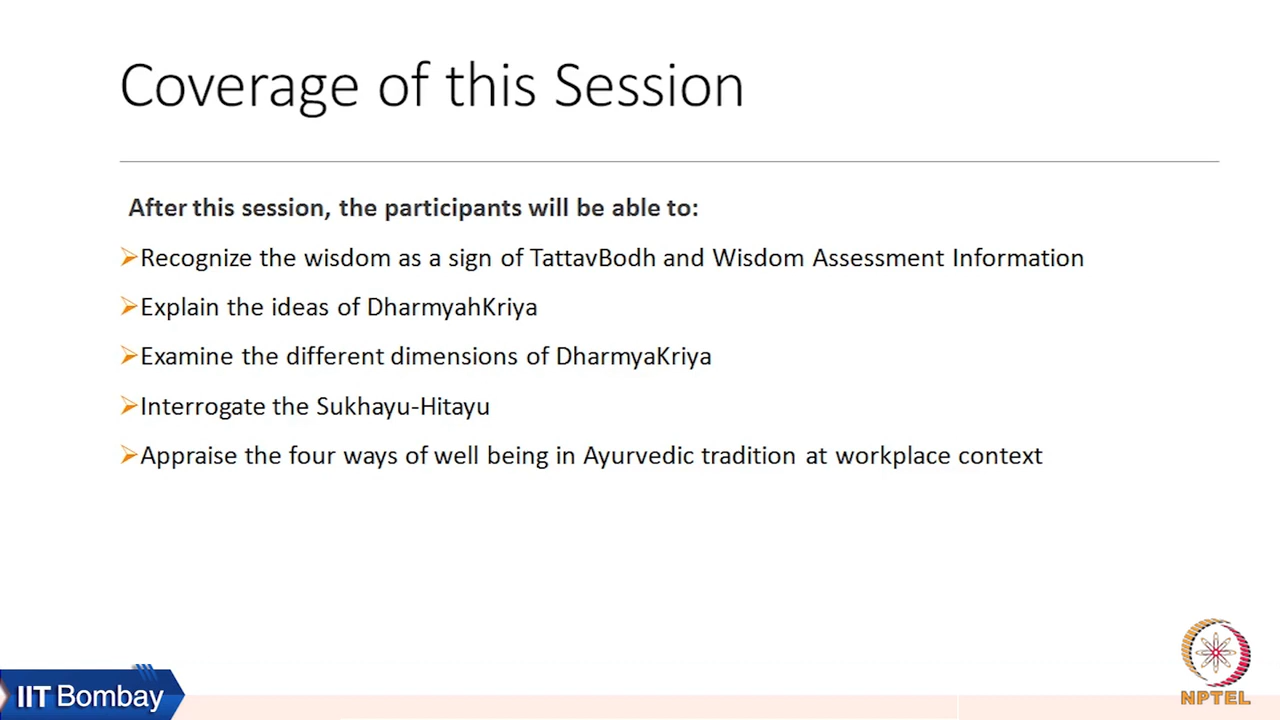 Coverage of this Session
After this session, the participants will be able to:
Recognize the wisdom as a sign of TattavBodh and Wisdom Assessment Information
Explain the ideas of DharmyahKriya
Examine the different dimensions of DharmyaKriya
Interrogate the Sukhayu-Hitayu
Appraise the four ways of well being in Ayurvedic tradition at workplace context
IIT Bombay
NPTEL